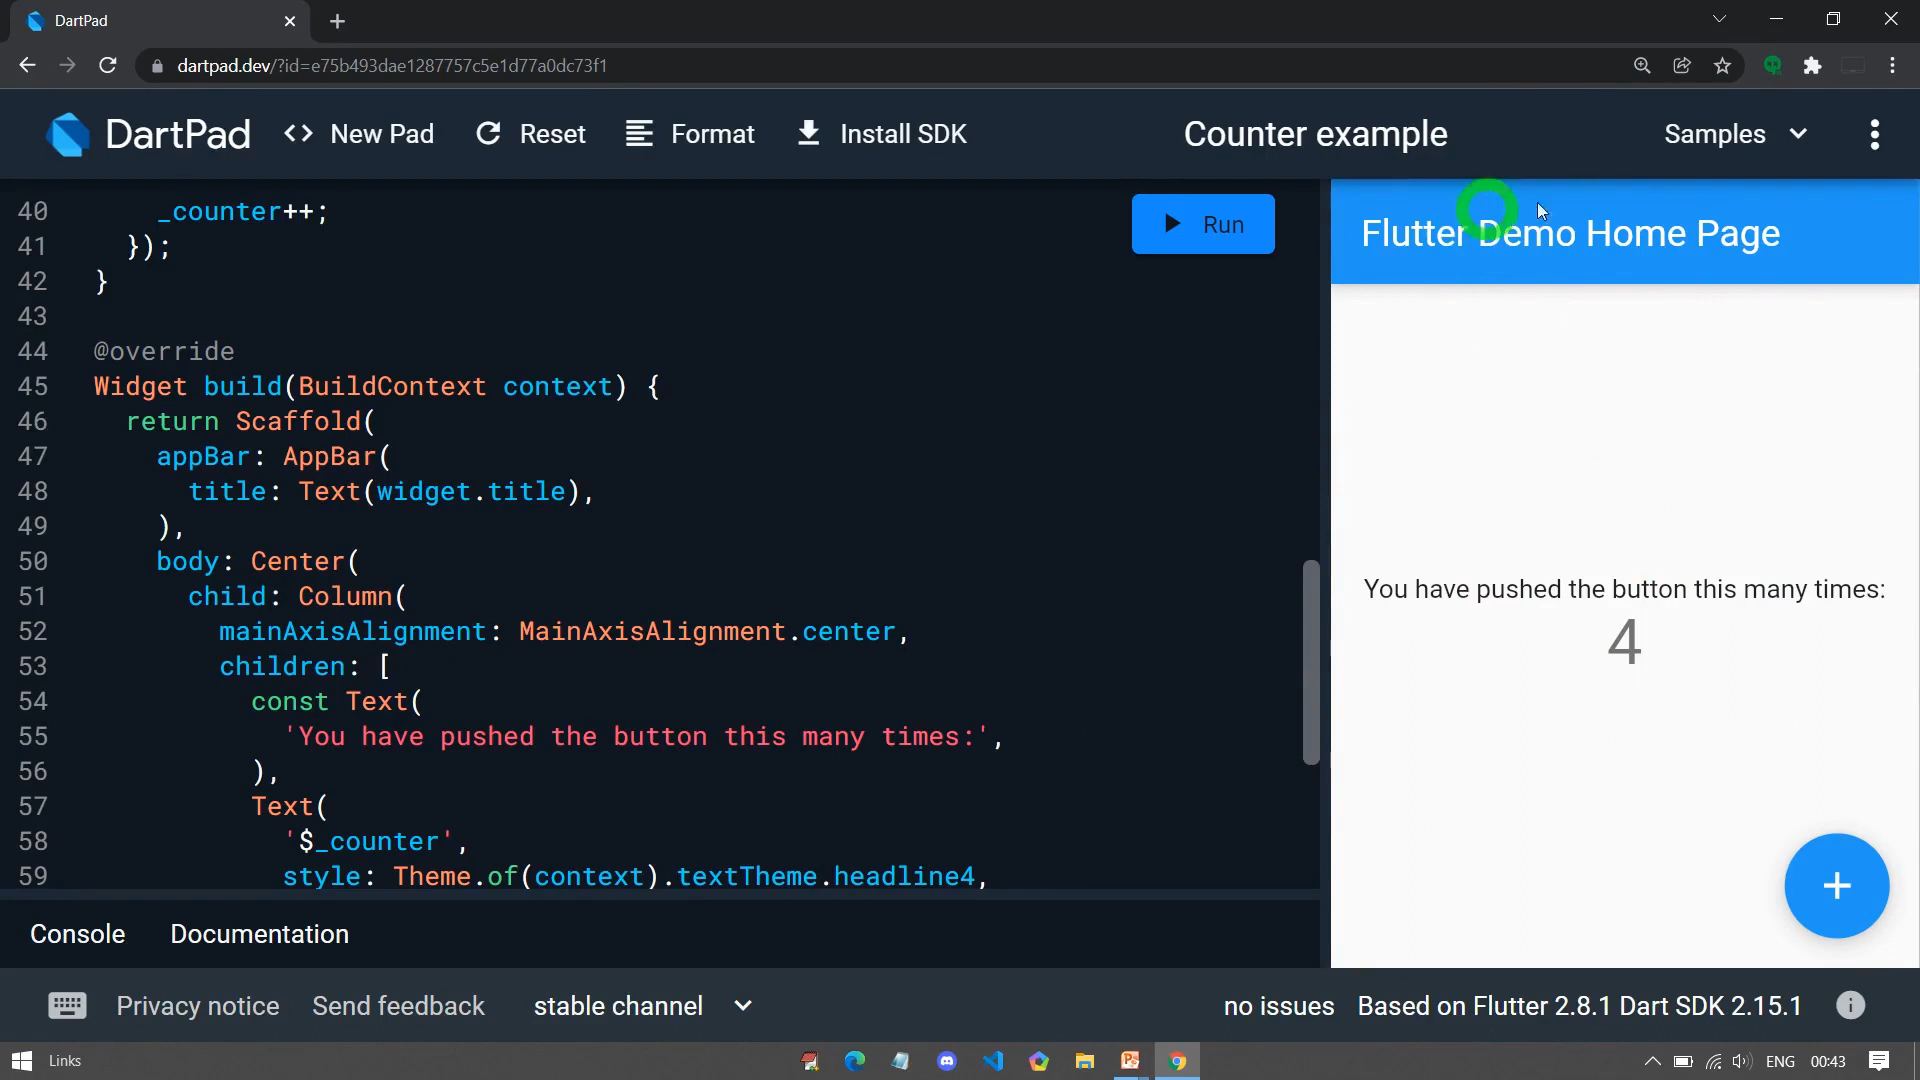 DartPad
dartpad.dev/?id=e75b493dae1287757c5e1d77a0dc73f1
DartPad
New Pad
Reset
Format
Install SDK
Counter example
Samples
40 _counter++;
41 });
42 }
43
44 @override
45 Widget build(BuildContext context) {
46 return Scaffold(
47 appBar: AppBar(
48 title: Text(widget.title),
49 ),
50 body: Center(
51 child: Column(
52 mainAxisAlignment: MainAxisAlignment.center,
53 children: [
54 const Text(
55 'You have pushed the button this many times:',
56 ),
57 Text(
58 '$_counter',
59 style: Theme.of(context).textTheme.headline4,
Run
Flutter Demo Home Page
You have pushed the button this many times:
4
+
Console
Documentation
Privacy notice
Send feedback
stable channel
no issues
Based on Flutter 2.8.1 Dart SDK 2.15.1
Links
ENG
00:43